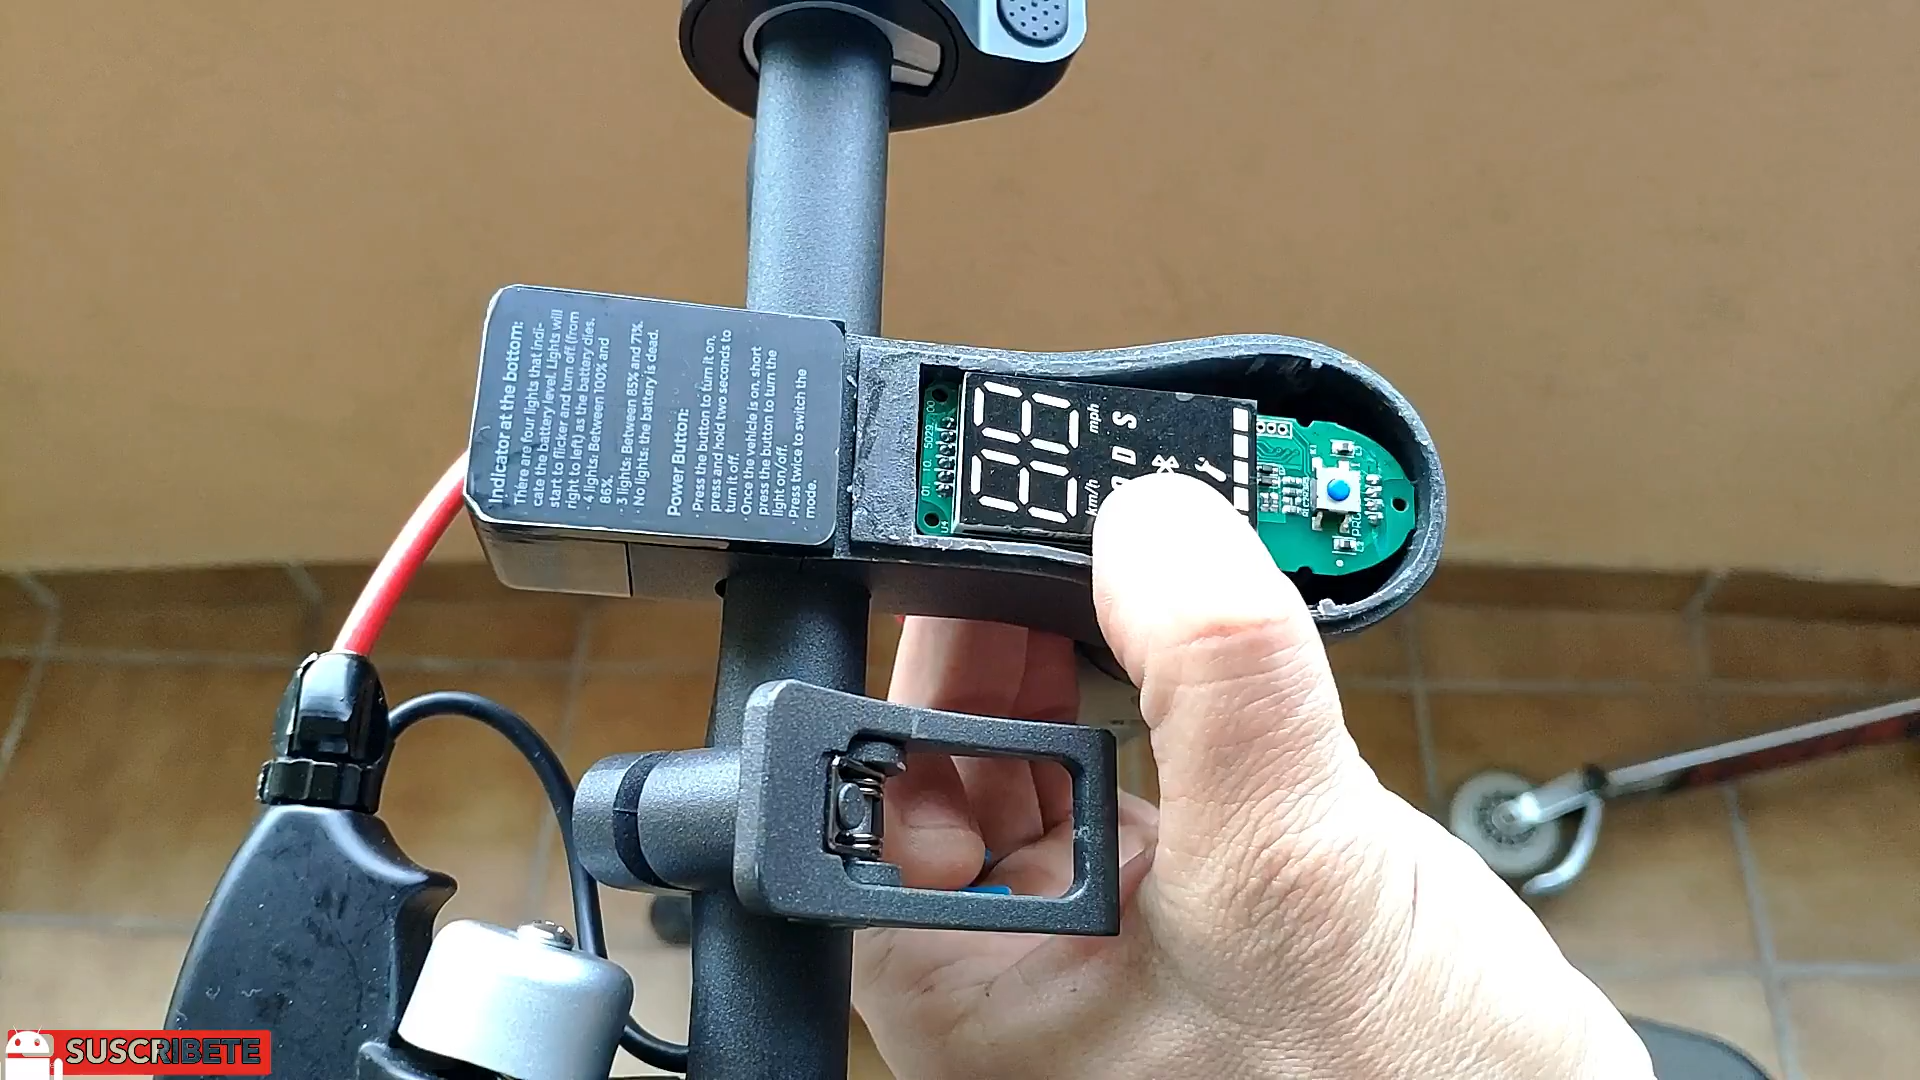 Indicator at the bottom:
There are four lights that indi-
cate the battery level. Lights will
start to flicker and turn off (from
right to left) as the battery dies.
· 4 lights: Between 100% and
86%.
· 3 lights: Between 85% and 71%.
· No lights: the battery is dead.
Power Button:
· Press the button to turn it on,
press and hold two seconds to
turn it off.
· Once the vehicle is on, short
press the button to turn the
light on/off.
· Press twice to switch the
mode.
88
km/h mph
D S
SUSCRIBETE